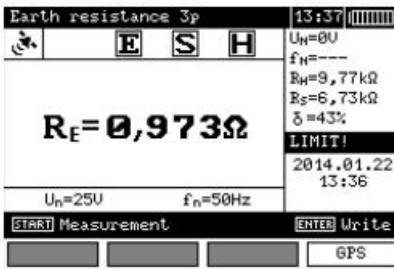 Earth resistance 3p
13:37
E S H
RE=0,973Ω
Un=25V fn=50Hz
UN=0V
fN=---
RH=9,77kΩ
RS=6,73kΩ
δ=43%
LIMIT!
2014.01.22
13:36
START Measurement
ENTER Write
GPS